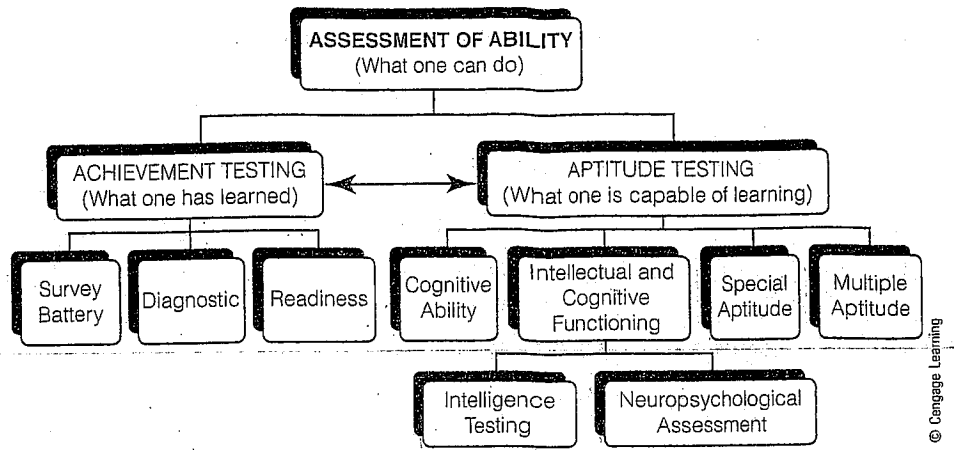 ASSESSMENT OF ABILITY
(What one can do)
ACHIEVEMENT TESTING
(What one has learned)
APTITUDE TESTING
(What one is capable of learning)
Survey
Battery
Diagnostic
Readiness
Cognitive
Ability
Intellectual and
Cognitive
Functioning
Special
Aptitude
Multiple
Aptitude
Intelligence
Testing
Neuropsychological
Assessment
© Cengage Learning